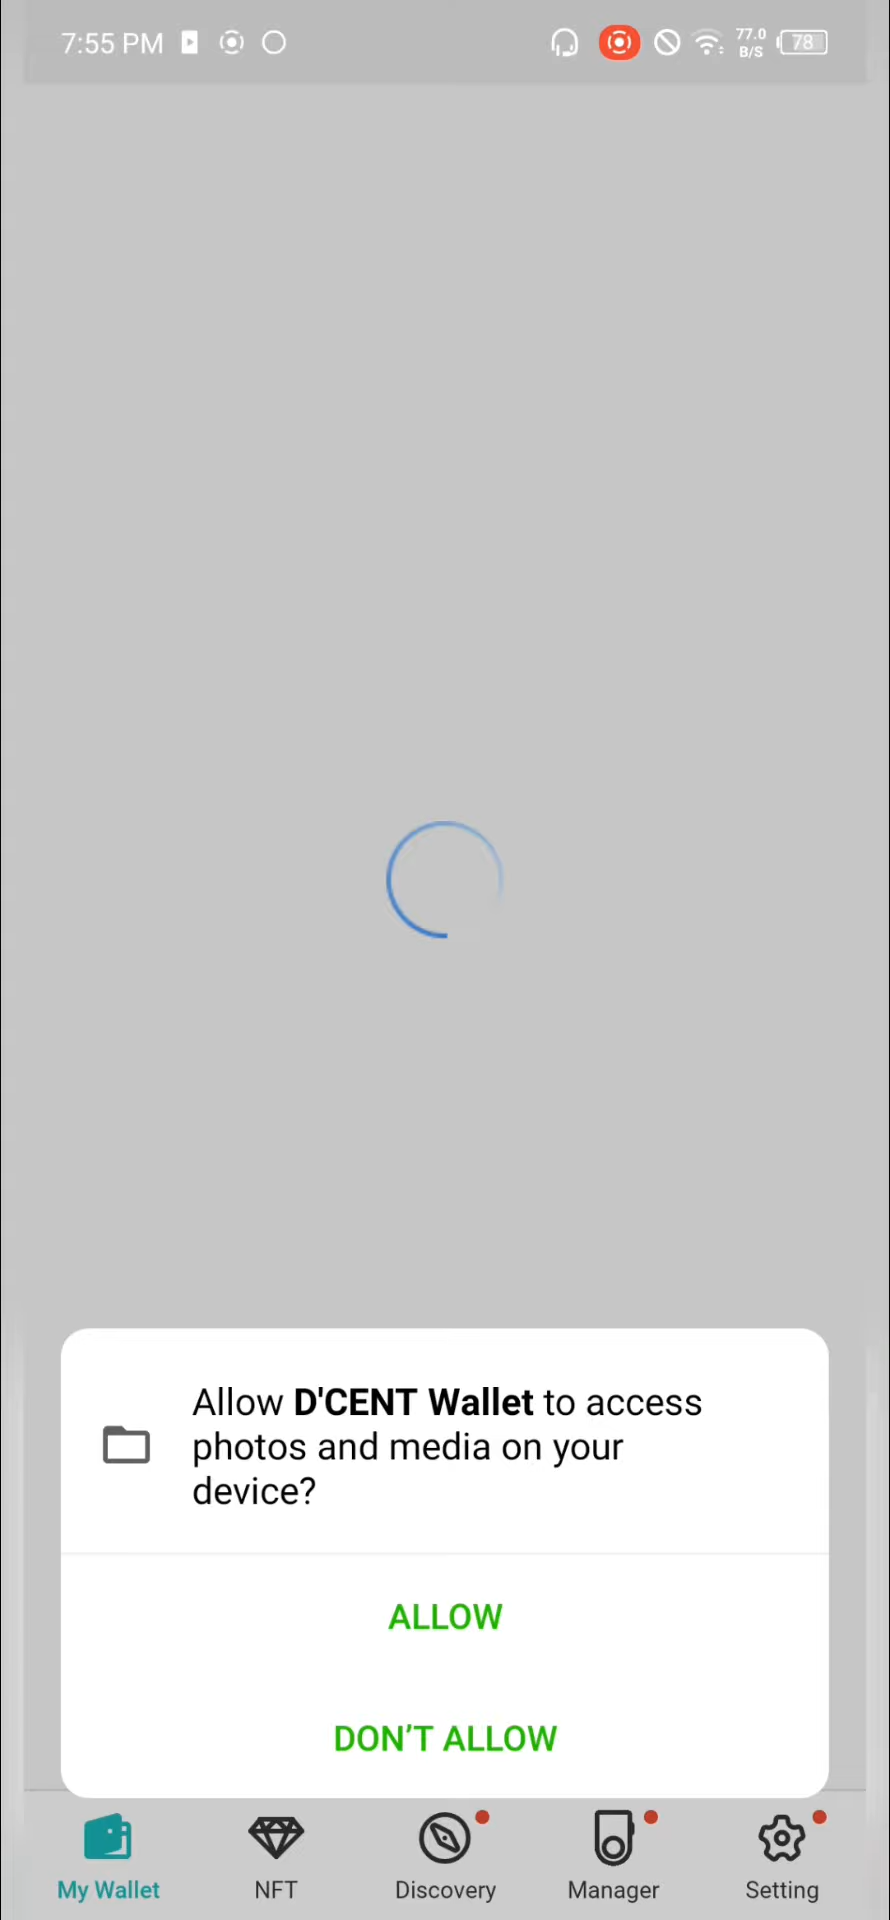 7:55 PM
77.0
B/S
78
Allow D'CENT Wallet to access
photos and media on your
device?
ALLOW
DON’T ALLOW
My Wallet
NFT
Discovery
Manager
Setting